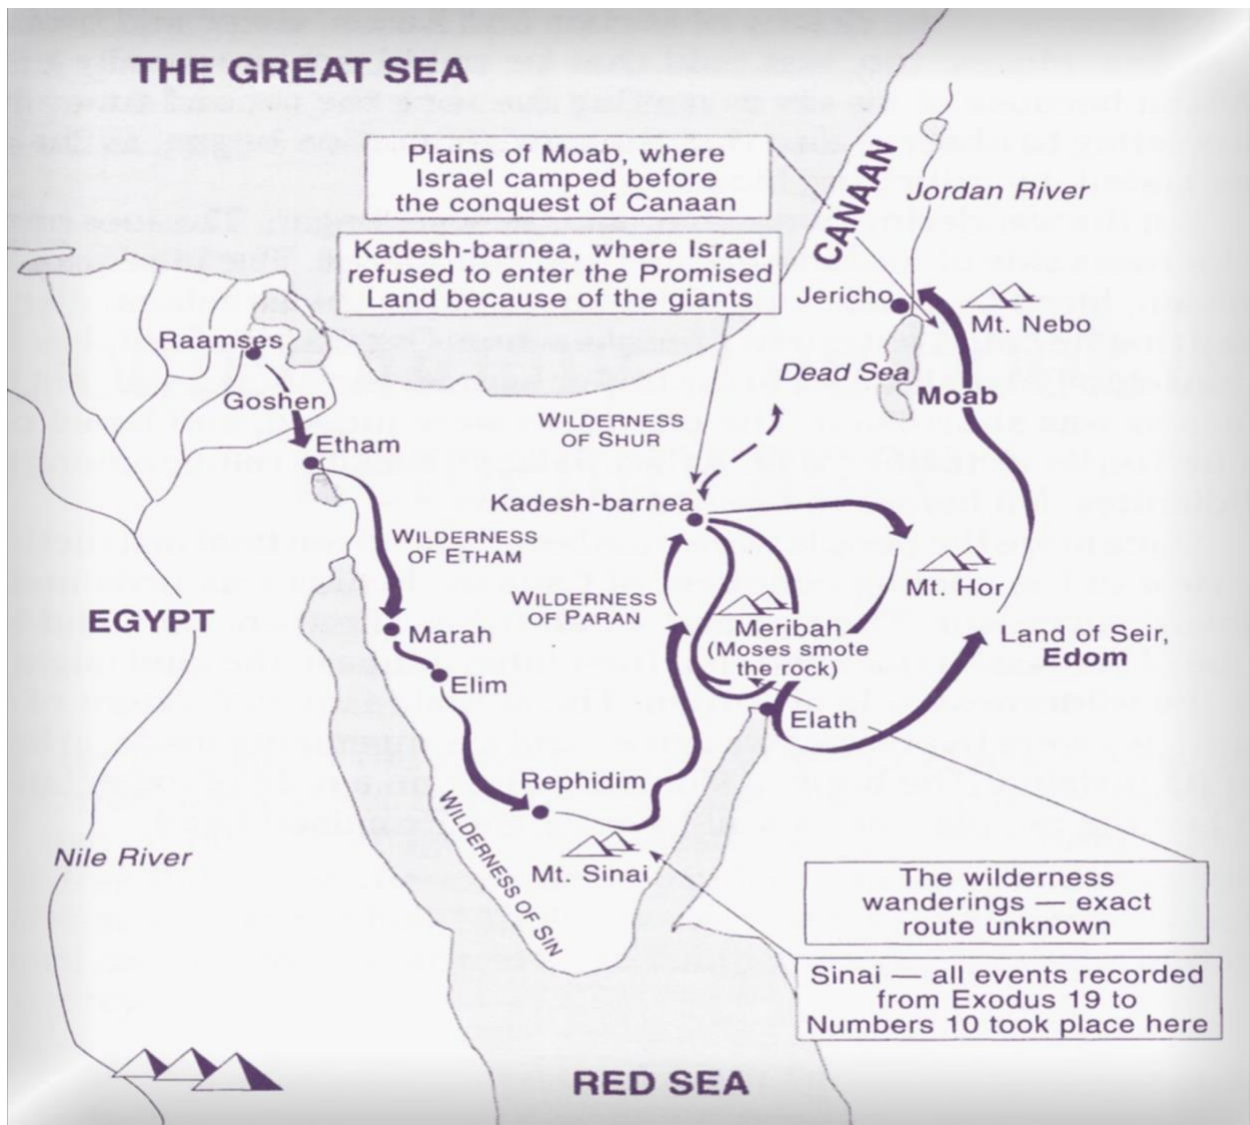 THE GREAT SEA
Plains of Moab, where
Israel camped before
the conquest of Canaan
CANAAN
Jordan River
Kadesh-barnea, where Israel
refused to enter the Promised
Land because of the giants
Jericho
Mt. Nebo
Raamses
Dead Sea
Moab
Goshen
WILDERNESS
OF SHUR
Etham
Kadesh-barnea
WILDERNESS
OF ETHAM
Mt. Hor
WILDERNESS
OF PARAN
EGYPT
Marah
Meribah
(Moses smote
the rock)
Land of Seir,
Edom
Elim
Elath
Rephidim
WILDERNESS OF SIN
Nile River
Mt. Sinai
The wilderness
wanderings — exact
route unknown
Sinai — all events recorded
from Exodus 19 to
Numbers 10 took place here
RED SEA